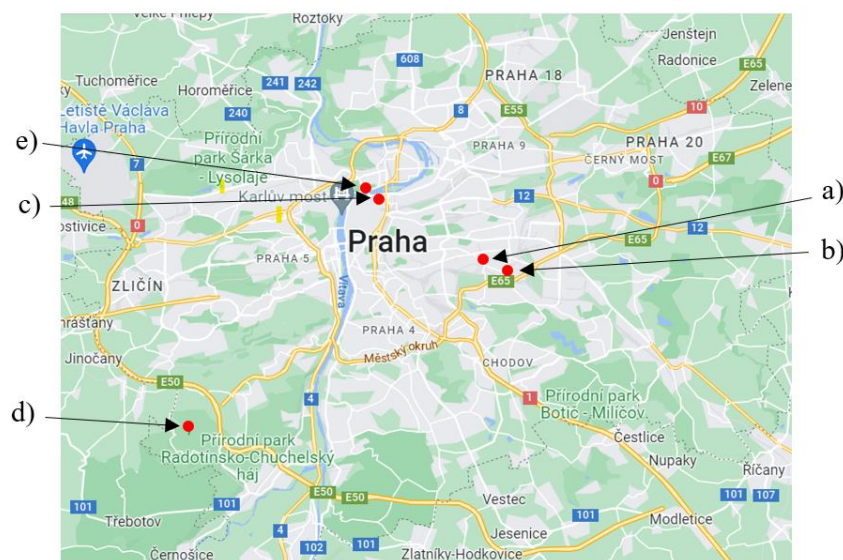 Roztoky
Jenštejn
Radonice
608
PRAHA 18
E65
Tuchoměřice
241
242
Horoměřice
Zelene
E55
8
10
Letiště Václava
Havla Praha
240
e)
Přírodní
park Šárka
- Lysolaje
PRAHA 9
PRAHA 20
ČERNÝ MOST
E67
7
0
c)
Karlův most
12
a)
48
0
Praha
E65
12
ostivice
PRAHA 5
b)
E65
ZLIČÍN
Vltava
hrášťany
PRAHA 4
Městský okruh
Jinočany
CHODOV
E50
4
1
Přírodní park
Botič - Milíčov
d)
Přírodní park
Radotínsko-Chuchelský
háj
Čestlice
Nupaky
Říčany
E50
E50
101
107
101
101
Vestec
101
Třebotov
4
Jesenice
Modletice
Černošice
102
101
Zlatníky-Hodkovice